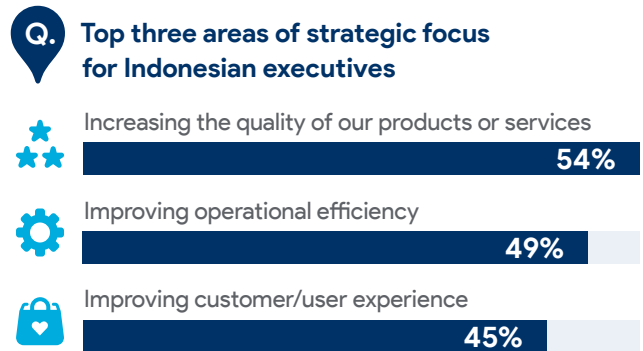 Q.
Top three areas of strategic focus
for Indonesian executives
Increasing the quality of our products or services
54%
Improving operational efficiency
49%
Improving customer/user experience
45%